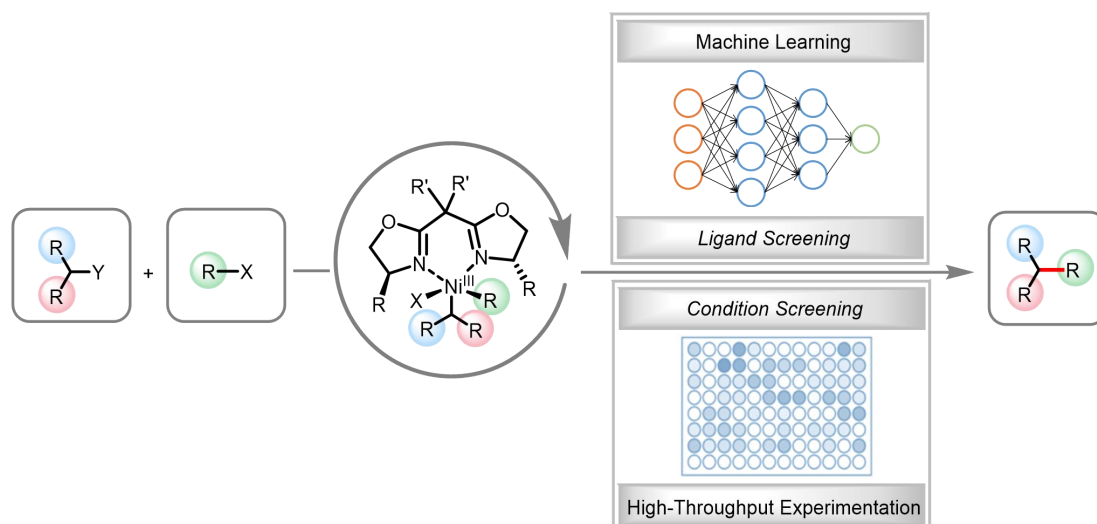 R
R
Y
+
R
X
R' R'
O
O
N
N
R
R
Ni^III
X
R
R
R
Machine Learning
Ligand Screening
Condition Screening
High-Throughput Experimentation
R
R
R